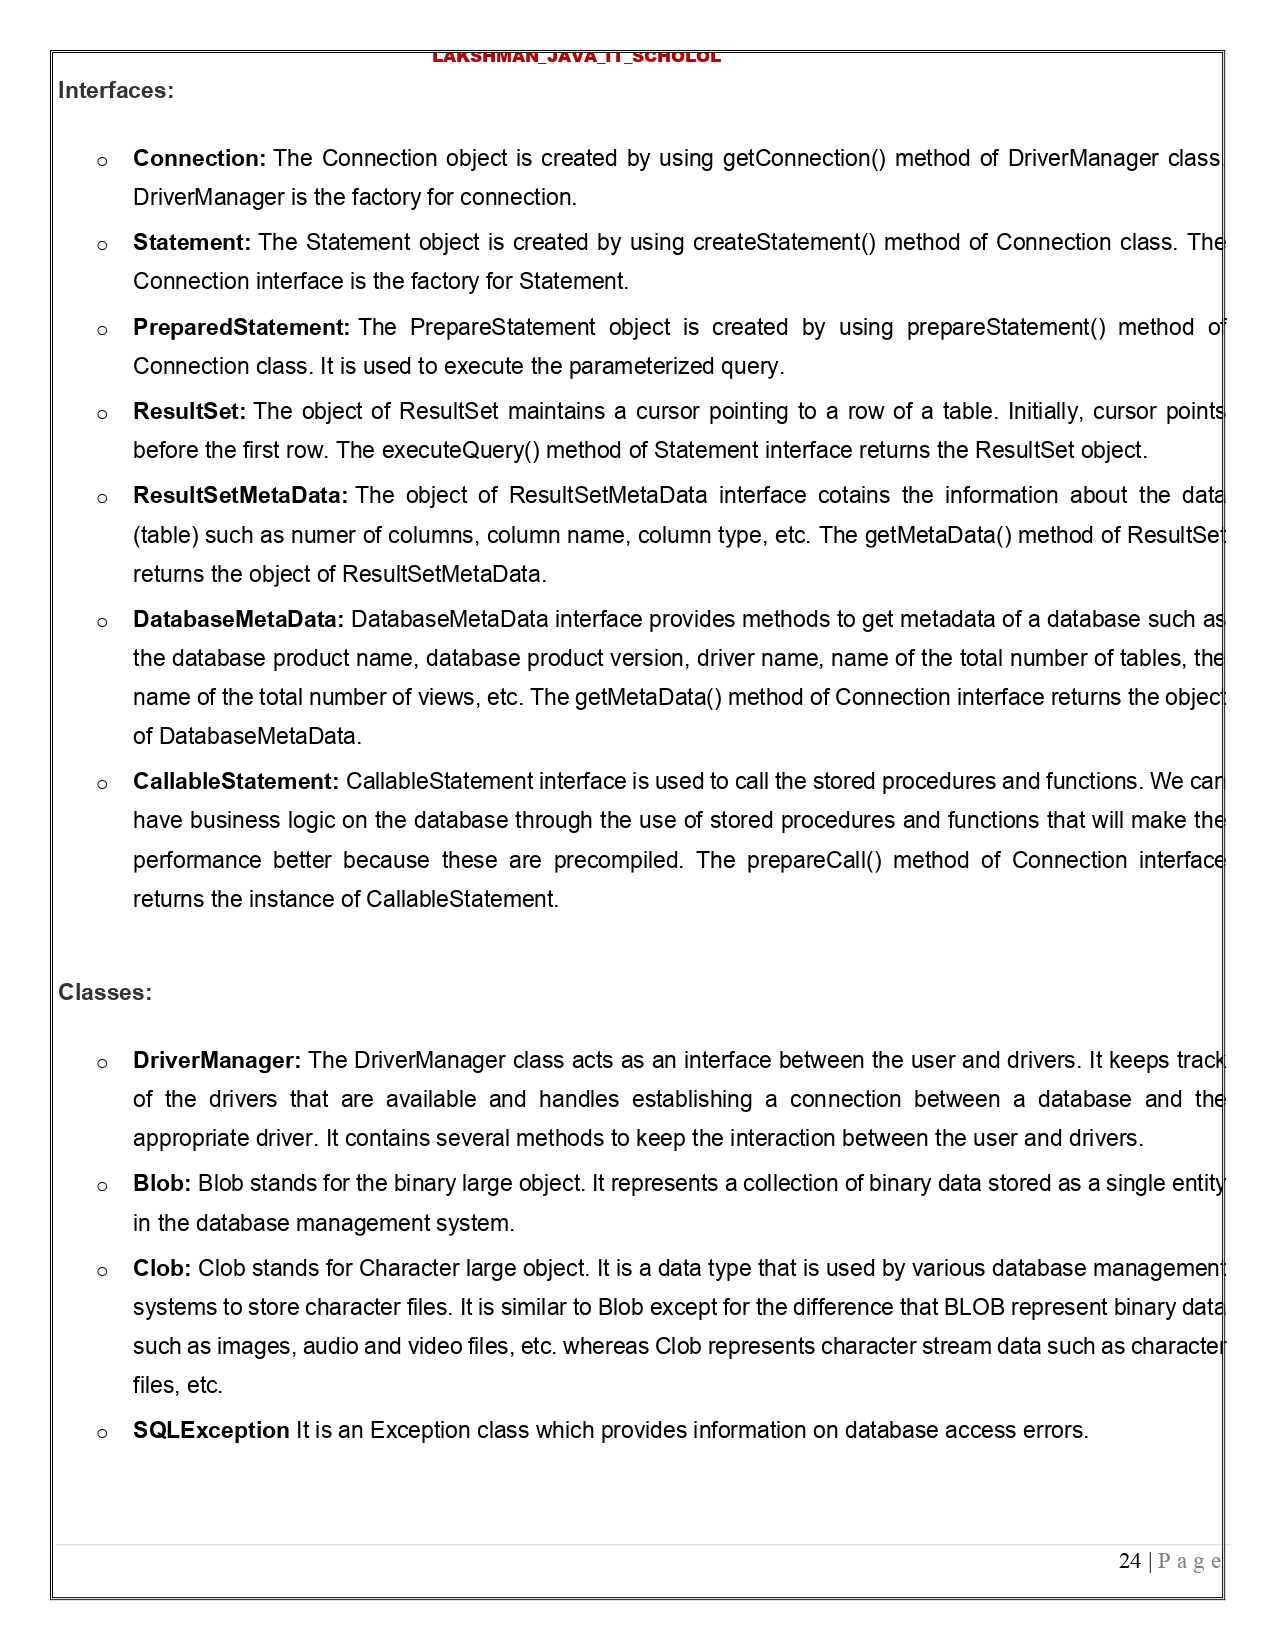 LAKSHMAN_JAVA_IT_SCHOLOL
Interfaces:
o Connection: The Connection object is created by using getConnection() method of DriverManager class.
DriverManager is the factory for connection.
o Statement: The Statement object is created by using createStatement() method of Connection class. The
Connection interface is the factory for Statement.
o PreparedStatement: The PrepareStatement object is created by using prepareStatement() method of
Connection class. It is used to execute the parameterized query.
o ResultSet: The object of ResultSet maintains a cursor pointing to a row of a table. Initially, cursor points
before the first row. The executeQuery() method of Statement interface returns the ResultSet object.
o ResultSetMetaData: The object of ResultSetMetaData interface cotains the information about the data
(table) such as numer of columns, column name, column type, etc. The getMetaData() method of ResultSet
returns the object of ResultSetMetaData.
o DatabaseMetaData: DatabaseMetaData interface provides methods to get metadata of a database such as
the database product name, database product version, driver name, name of the total number of tables, the
name of the total number of views, etc. The getMetaData() method of Connection interface returns the object
of DatabaseMetaData.
o CallableStatement: CallableStatement interface is used to call the stored procedures and functions. We can
have business logic on the database through the use of stored procedures and functions that will make the
performance better because these are precompiled. The prepareCall() method of Connection interface
returns the instance of CallableStatement.
Classes:
o DriverManager: The DriverManager class acts as an interface between the user and drivers. It keeps track
of the drivers that are available and handles establishing a connection between a database and the
appropriate driver. It contains several methods to keep the interaction between the user and drivers.
o Blob: Blob stands for the binary large object. It represents a collection of binary data stored as a single entity
in the database management system.
o Clob: Clob stands for Character large object. It is a data type that is used by various database management
systems to store character files. It is similar to Blob except for the difference that BLOB represent binary data
such as images, audio and video files, etc. whereas Clob represents character stream data such as character
files, etc.
o SQLException It is an Exception class which provides information on database access errors.
24 | P a g e